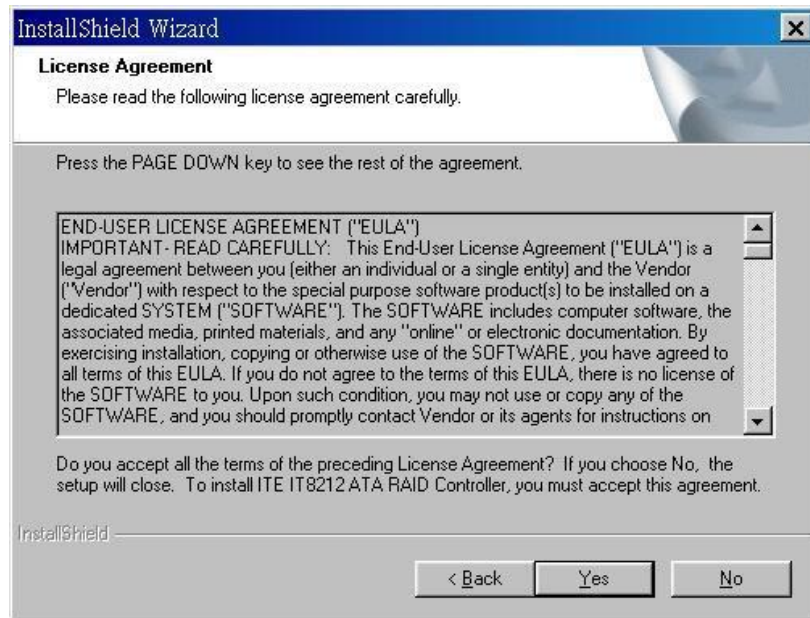 InstallShield Wizard
License Agreement
Please read the following license agreement carefully.
Press the PAGE DOWN key to see the rest of the agreement.
END-USER LICENSE AGREEMENT ("EULA")
IMPORTANT- READ CAREFULLY:   This End-User License Agreement ("EULA") is a
legal agreement between you (either an individual or a single entity) and the Vendor
("Vendor") with respect to the special purpose software product(s) to be installed on a
dedicated SYSTEM ("SOFTWARE"). The SOFTWARE includes computer software, the
associated media, printed materials, and any "online" or electronic documentation. By
exercising installation, copying or otherwise use of the SOFTWARE, you have agreed to
all terms of this EULA. If you do not agree to the terms of this EULA, there is no license of
the SOFTWARE to you. Upon such condition, you may not use or copy any of the
SOFTWARE, and you should promptly contact Vendor or its agents for instructions on
Do you accept all the terms of the preceding License Agreement?  If you choose No,  the
setup will close.  To install ITE IT8212 ATA RAID Controller, you must accept this agreement.
InstallShield
< Back
Yes
No